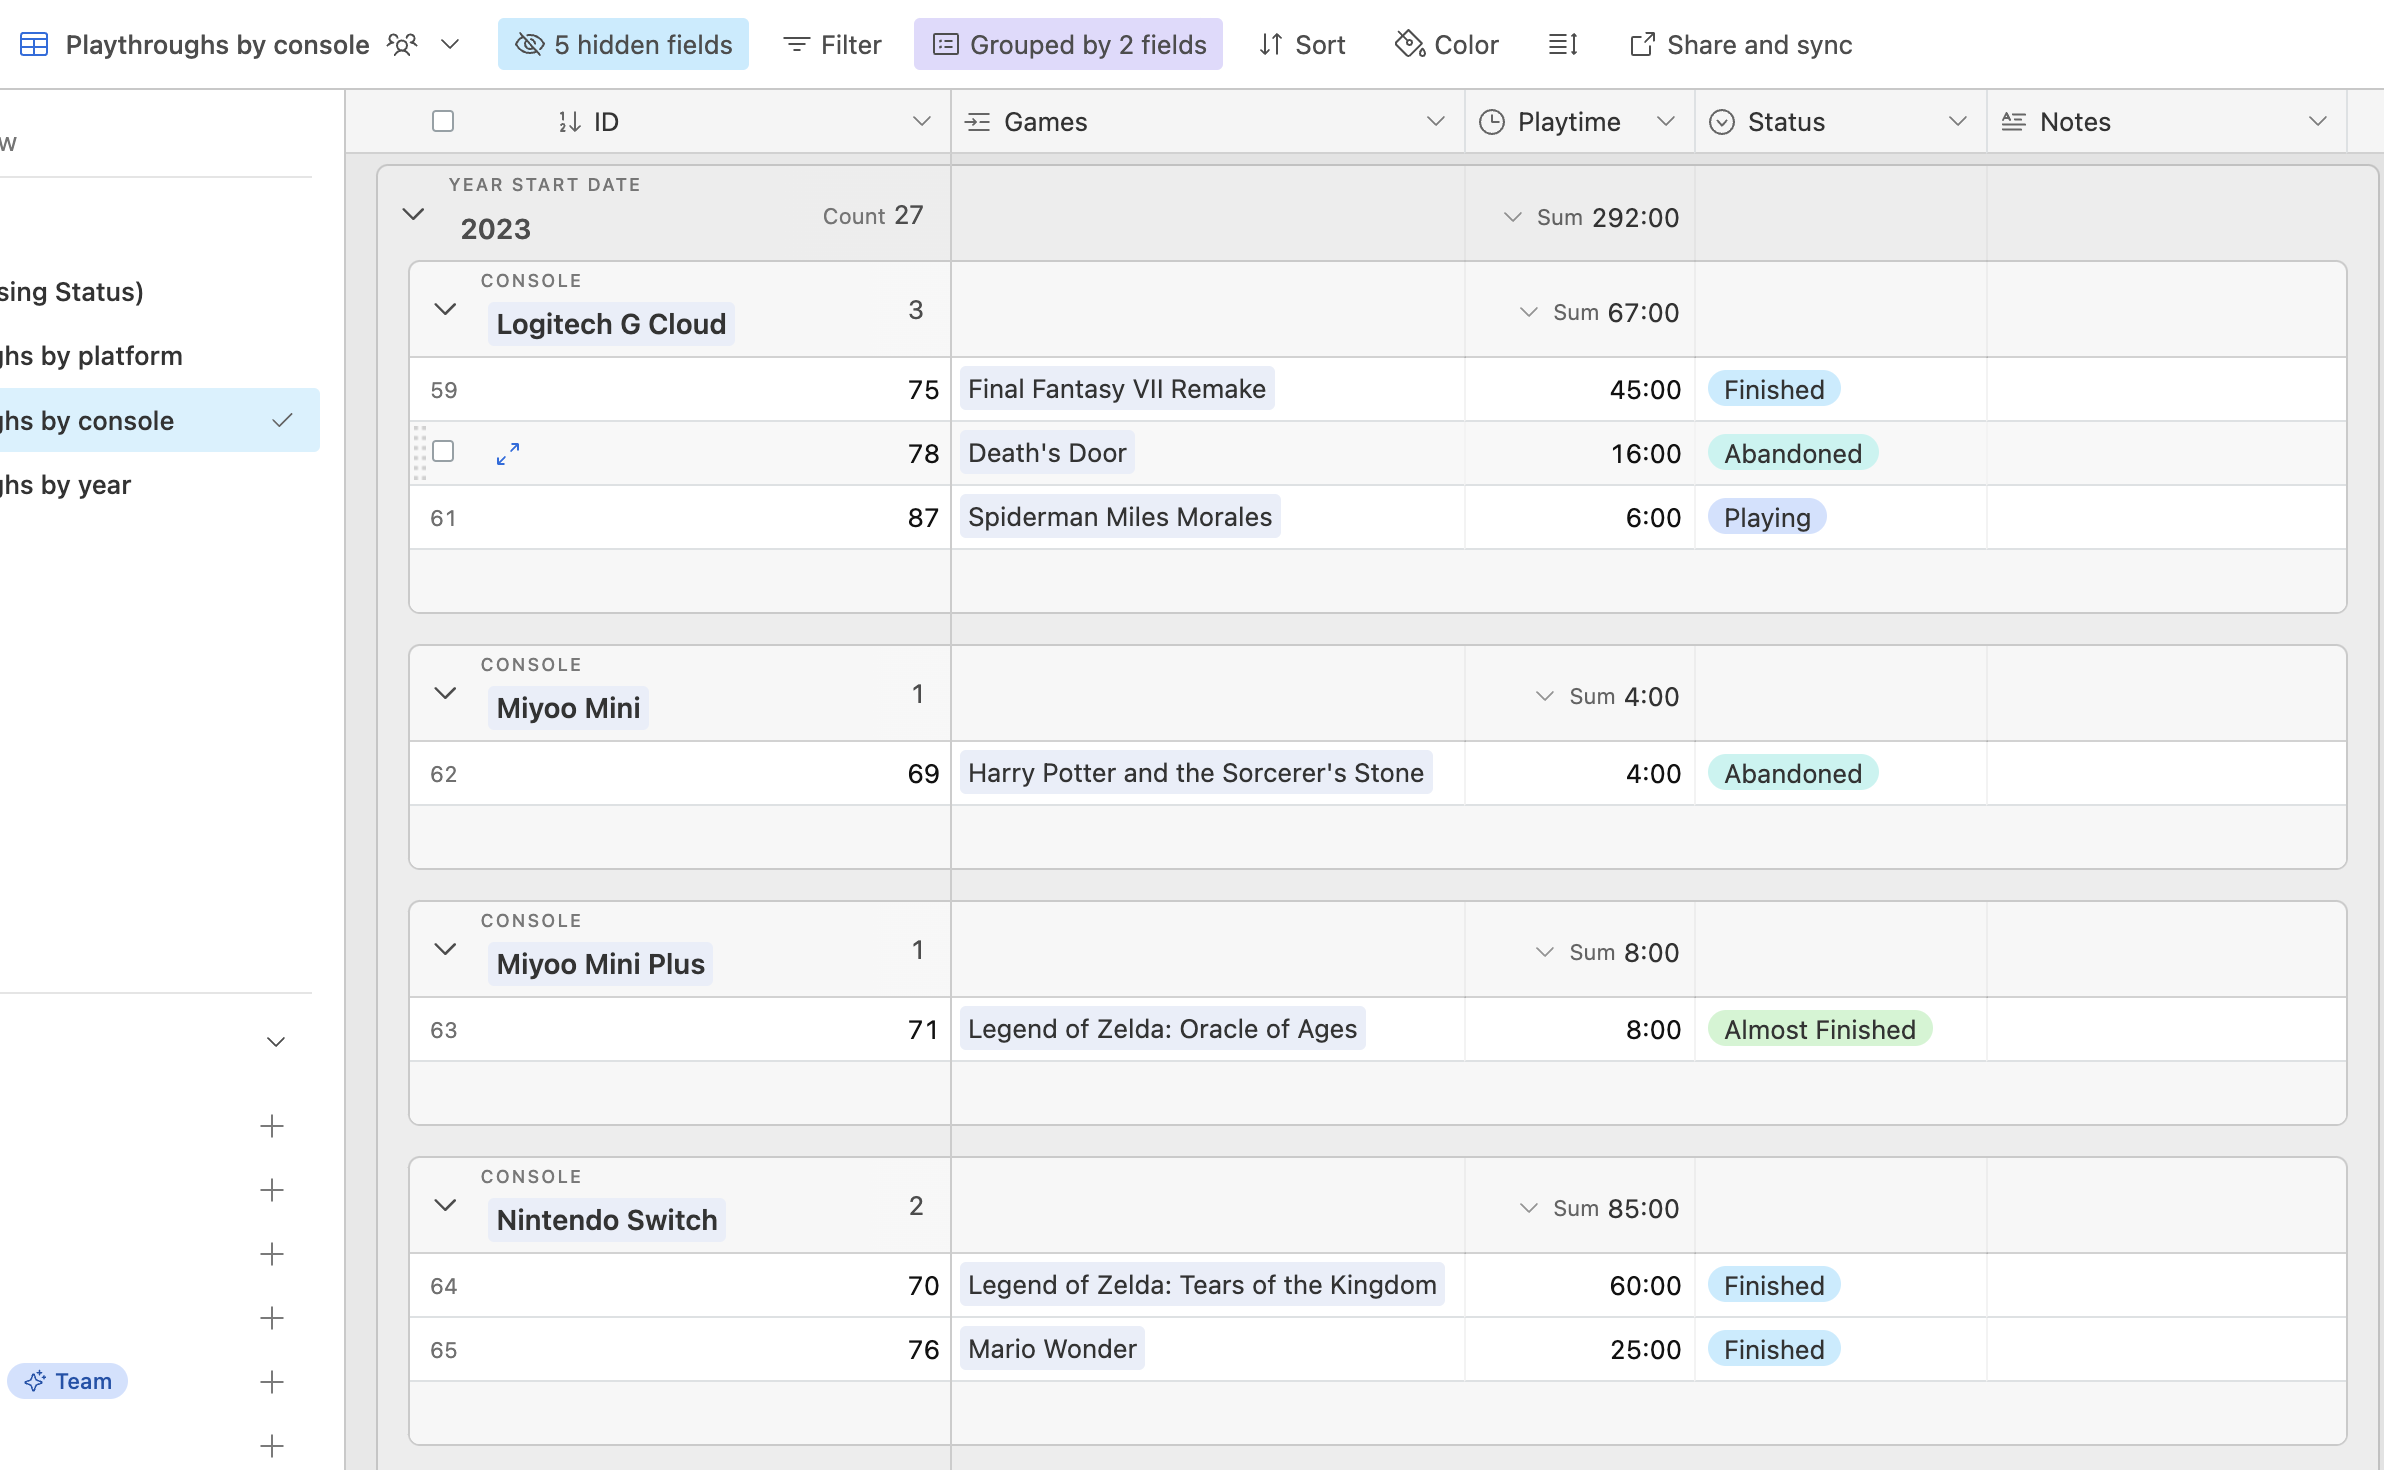 Playthroughs by console 5 hidden fields Filter Grouped by 2 fields Sort Color Share and sync
w
sing Status)
ghs by platform
ghs by console
ghs by year
Team
ID Games Playtime Status Notes
YEAR START DATE
2023 Count 27 Sum 292:00
CONSOLE
Logitech G Cloud 3 Sum 67:00
59 75 Final Fantasy VII Remake 45:00 Finished
78 Death's Door 16:00 Abandoned
61 87 Spiderman Miles Morales 6:00 Playing
CONSOLE
Miyoo Mini 1 Sum 4:00
62 69 Harry Potter and the Sorcerer's Stone 4:00 Abandoned
CONSOLE
Miyoo Mini Plus 1 Sum 8:00
63 71 Legend of Zelda: Oracle of Ages 8:00 Almost Finished
CONSOLE
Nintendo Switch 2 Sum 85:00
64 70 Legend of Zelda: Tears of the Kingdom 60:00 Finished
65 76 Mario Wonder 25:00 Finished